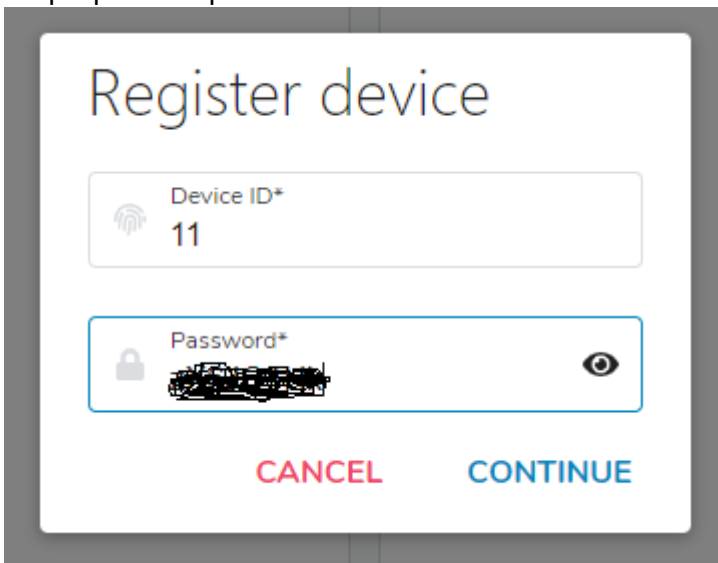 Register device
Device ID*
11
Password*
CANCEL
CONTINUE